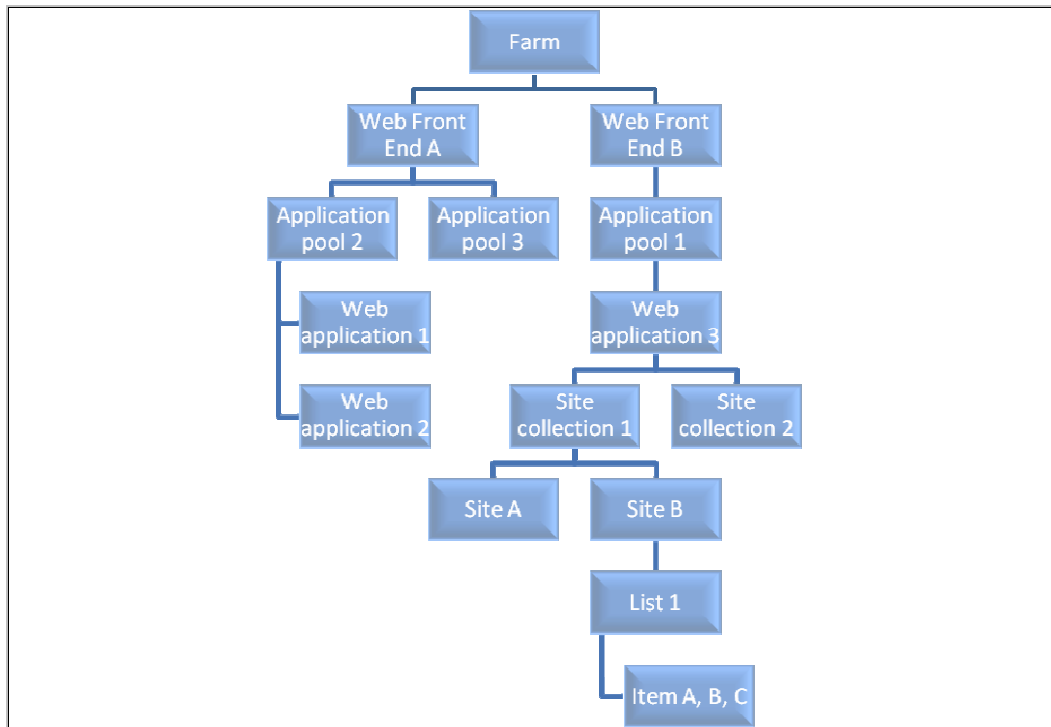 Farm
Web Front
End A
Web Front
End B
Application
pool 2
Application
pool 3
Application
pool 1
Web
application 1
Web
application 3
Web
application 2
Site
collection 1
Site
collection 2
Site A
Site B
List 1
Item A, B, C